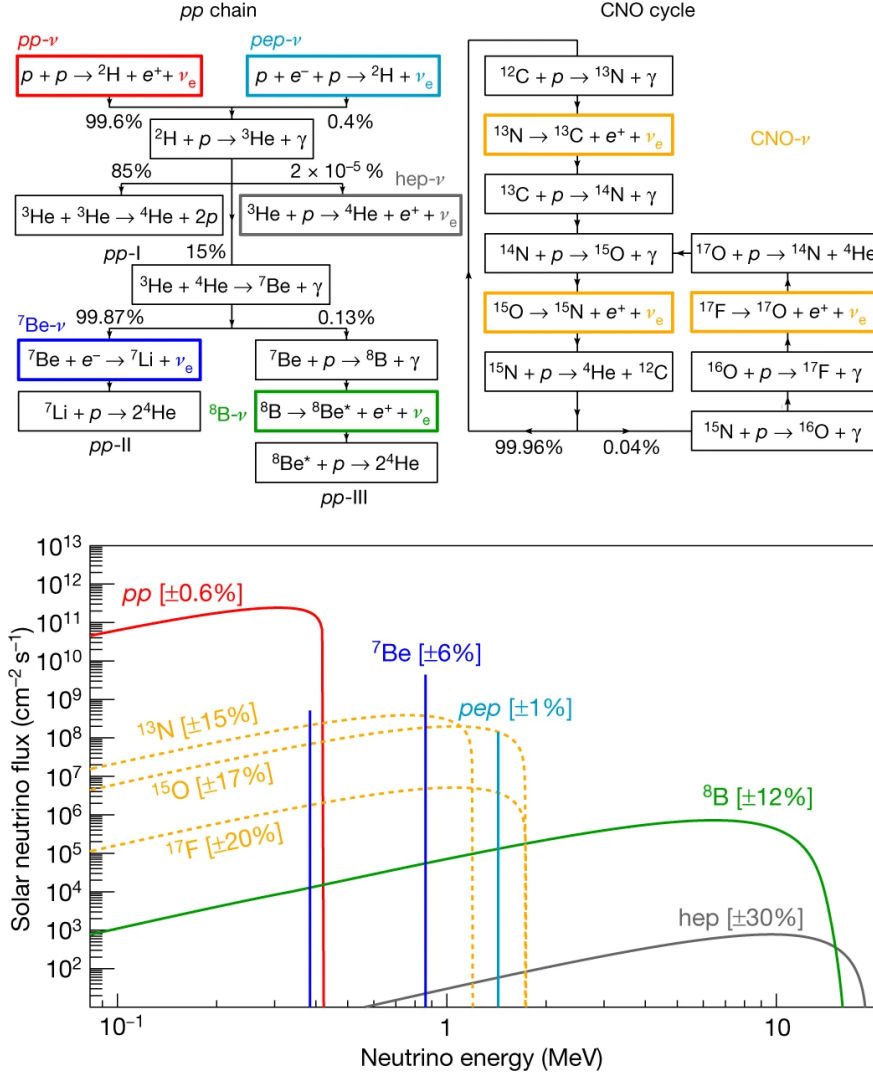 pp chain
CNO cycle
pp-ν
pep-ν
p + p → ²H + e⁺ + νₑ
p + e⁻ + p → ²H + νₑ
99.6%
0.4%
²H + p → ³He + γ
85%
2 × 10⁻⁵ %
hep-ν
³He + ³He → ⁴He + 2p
³He + p → ⁴He + e⁺ + νₑ
pp-I
15%
³He + ⁴He → ⁷Be + γ
⁷Be-ν
99.87%
0.13%
⁷Be + e⁻ → ⁷Li + νₑ
⁷Be + p → ⁸B + γ
⁷Li + p → 2⁴He
⁸B-ν
⁸B → ⁸Be* + e⁺ + νₑ
pp-II
⁸Be* + p → 2⁴He
pp-III
¹²C + p → ¹³N + γ
¹³N → ¹³C + e⁺ + νₑ
CNO-ν
¹³C + p → ¹⁴N + γ
¹⁴N + p → ¹⁵O + γ
¹⁷O + p → ¹⁴N + ⁴He
¹⁵O → ¹⁵N + e⁺ + νₑ
¹⁷F → ¹⁷O + e⁺ + νₑ
¹⁵N + p → ⁴He + ¹²C
¹⁶O + p → ¹⁷F + γ
99.96%
0.04%
¹⁵N + p → ¹⁶O + γ
Solar neutrino flux (cm⁻² s⁻¹)
10¹³
10¹²
10¹¹
10¹⁰
10⁹
10⁸
10⁷
10⁶
10⁵
10⁴
10³
10²
pp [±0.6%]
⁷Be [±6%]
pep [±1%]
¹³N [±15%]
¹⁵O [±17%]
¹⁷F [±20%]
⁸B [±12%]
hep [±30%]
10⁻¹
1
10
Neutrino energy (MeV)